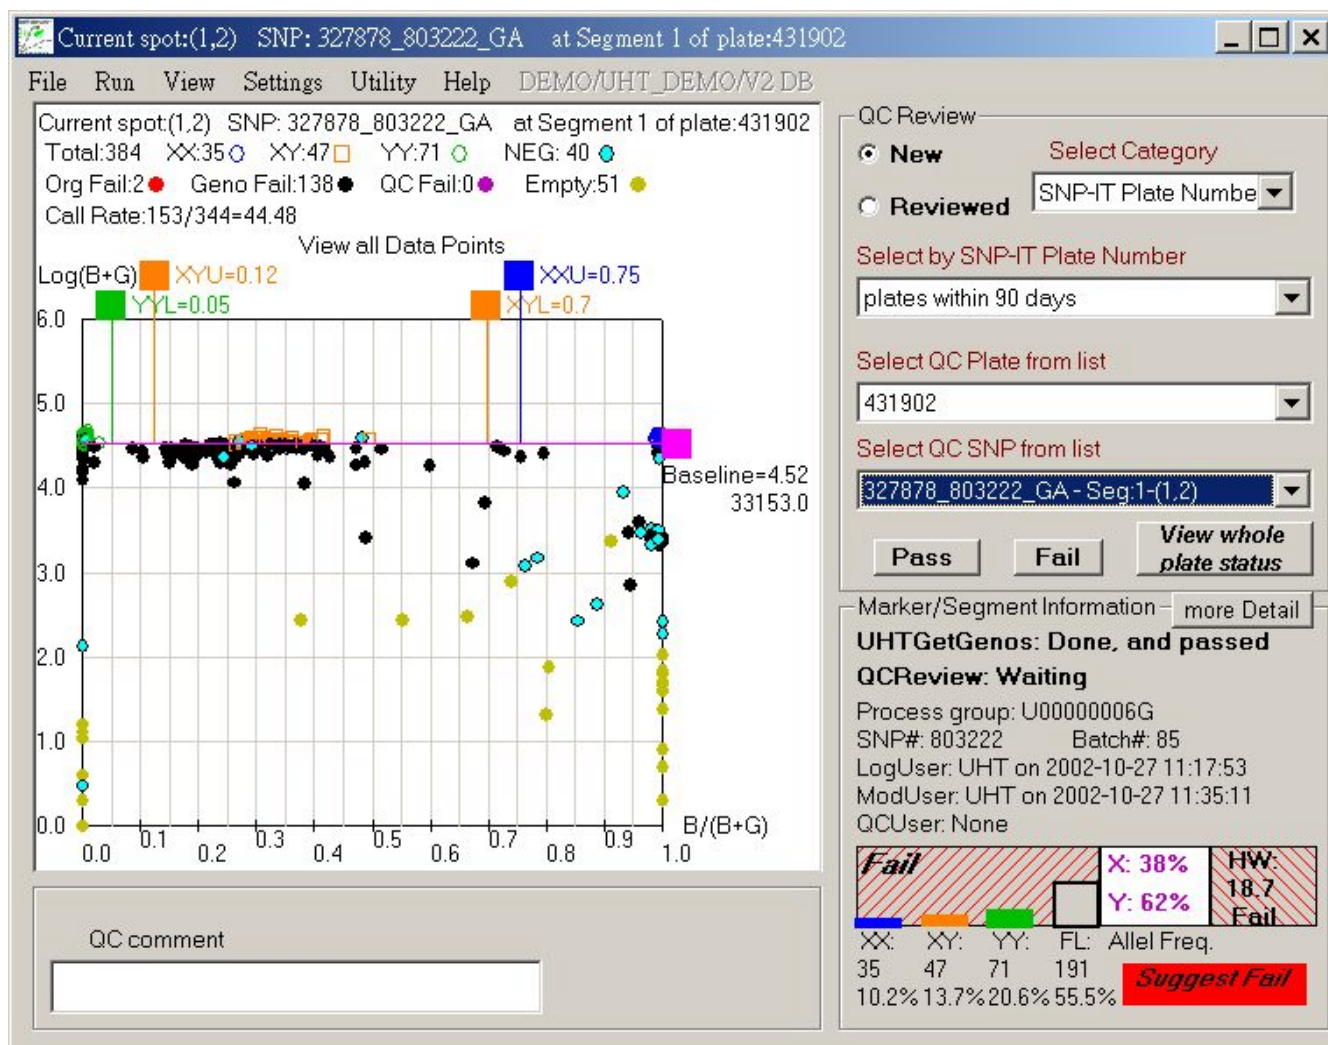 Current spot:(1,2) SNP: 327878_803222_GA at Segment 1 of plate:431902
File Run View Settings Utility Help DEMO/UHT_DEMO/V2 DB
Current spot:(1,2) SNP: 327878_803222_GA at Segment 1 of plate:431902
Total:384 XX:35 XY:47 YY:71 NEG: 40
Org Fail:2 Geno Fail:138 QC Fail:0 Empty:51
Call Rate:153/344=44.48
View all Data Points
Log(B+G) XYU=0.12 XXU=0.75
YYL=0.05 XYL=0.7
6.0
5.0
4.0
3.0
2.0
1.0
0.0
Baseline=4.52
33153.0
B/(B+G)
0.1 0.3 0.5 0.7 0.9
0.0 0.2 0.4 0.6 0.8 1.0
QC comment
QC Review
New
Reviewed
Select Category
SNP-IT Plate Numbe
Select by SNP-IT Plate Number
plates within 90 days
Select QC Plate from list
431902
Select QC SNP from list
327878_803222_GA - Seg:1-(1,2)
Pass Fail
View whole
plate status
Marker/Segment Information more Detail
UHTGetGenos: Done, and passed
QCReview: Waiting
Process group: U00000006G
SNP#: 803222 Batch#: 85
LogUser: UHT on 2002-10-27 11:17:53
ModUser: UHT on 2002-10-27 11:35:11
QCUser: None
Fail
X: 38%
Y: 62%
HW:
18.7
Fail
XX: XY: YY: FL: Allel Freq.
35 47 71 191
10.2% 13.7% 20.6% 55.5%
Suggest Fail